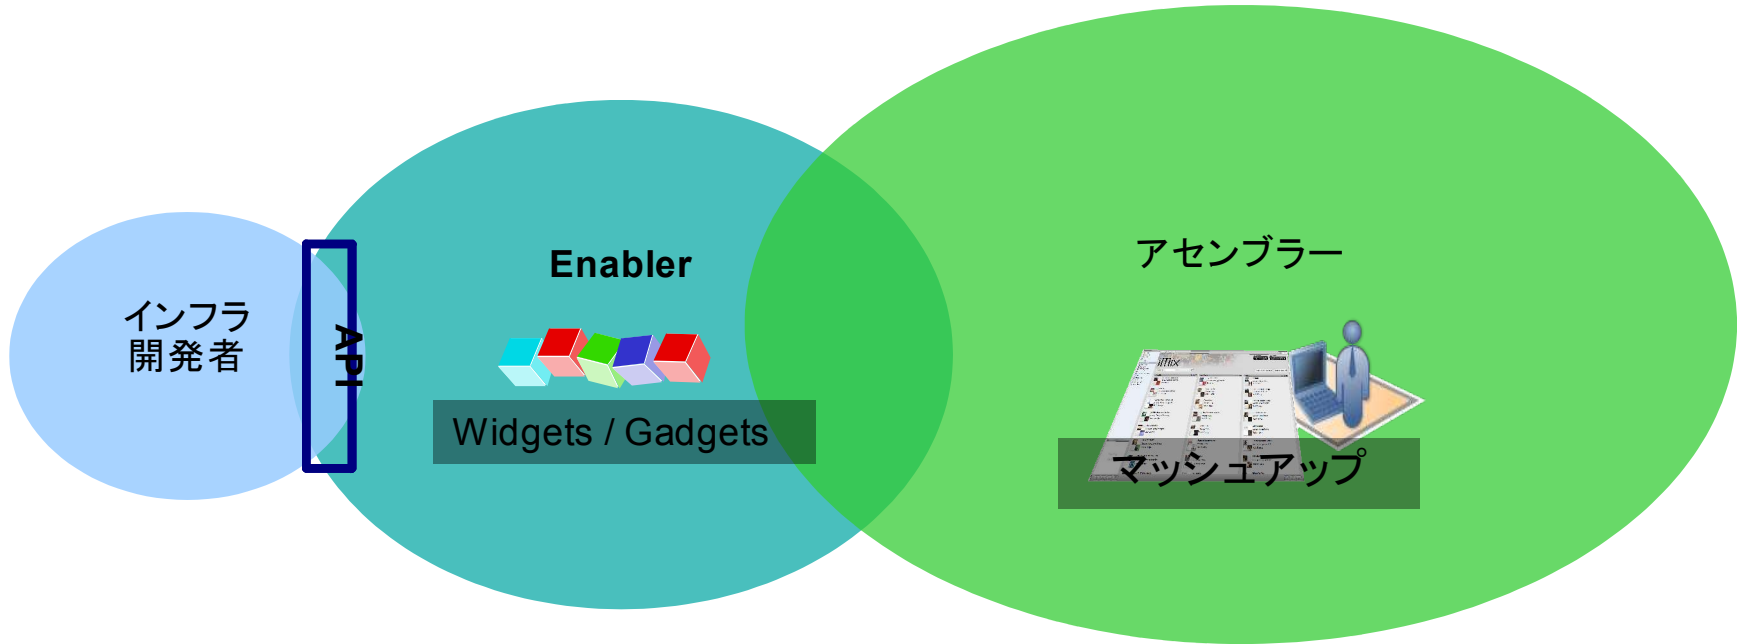 インフラ
開発者
API
Enabler
Widgets / Gadgets
アセンブラー
iMix
マッシュアップ